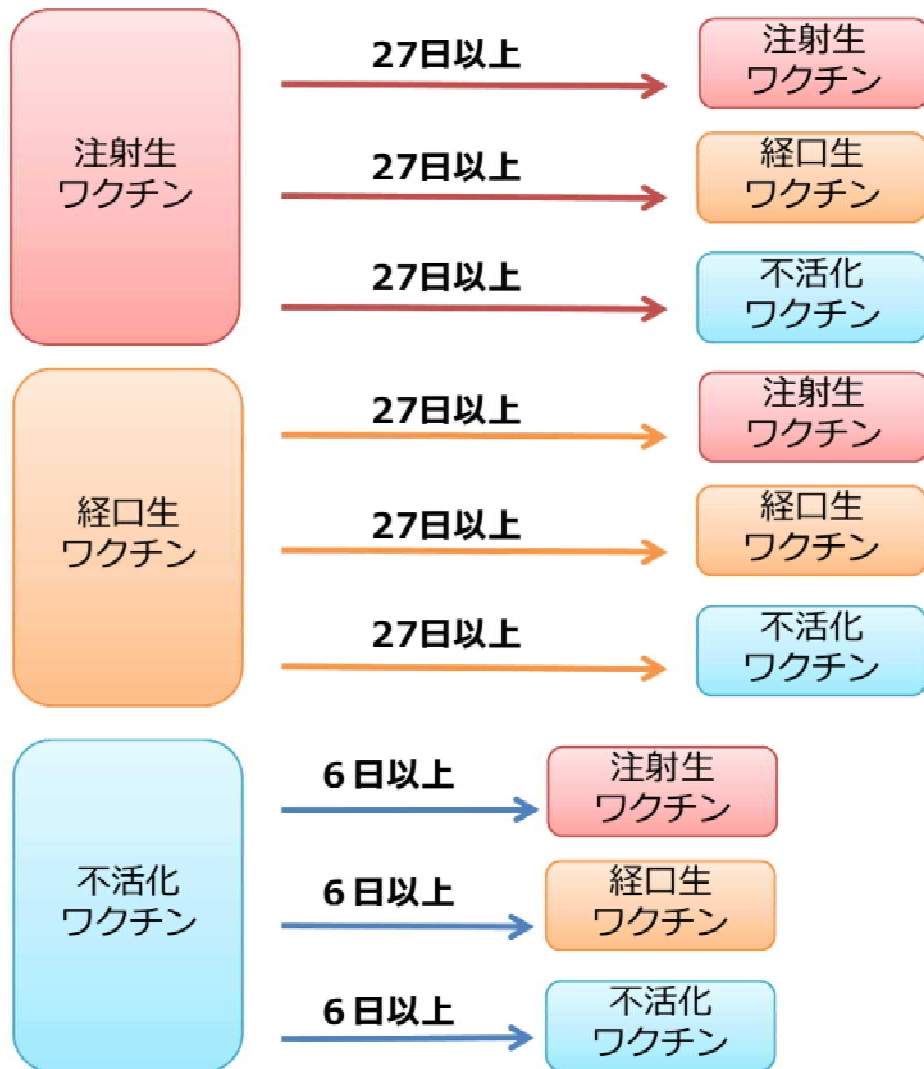 注射生
ワクチン
27日以上
注射生
ワクチン
27日以上
経口生
ワクチン
27日以上
不活化
ワクチン
経口生
ワクチン
27日以上
注射生
ワクチン
27日以上
経口生
ワクチン
27日以上
不活化
ワクチン
不活化
ワクチン
6日以上
注射生
ワクチン
6日以上
経口生
ワクチン
6日以上
不活化
ワクチン